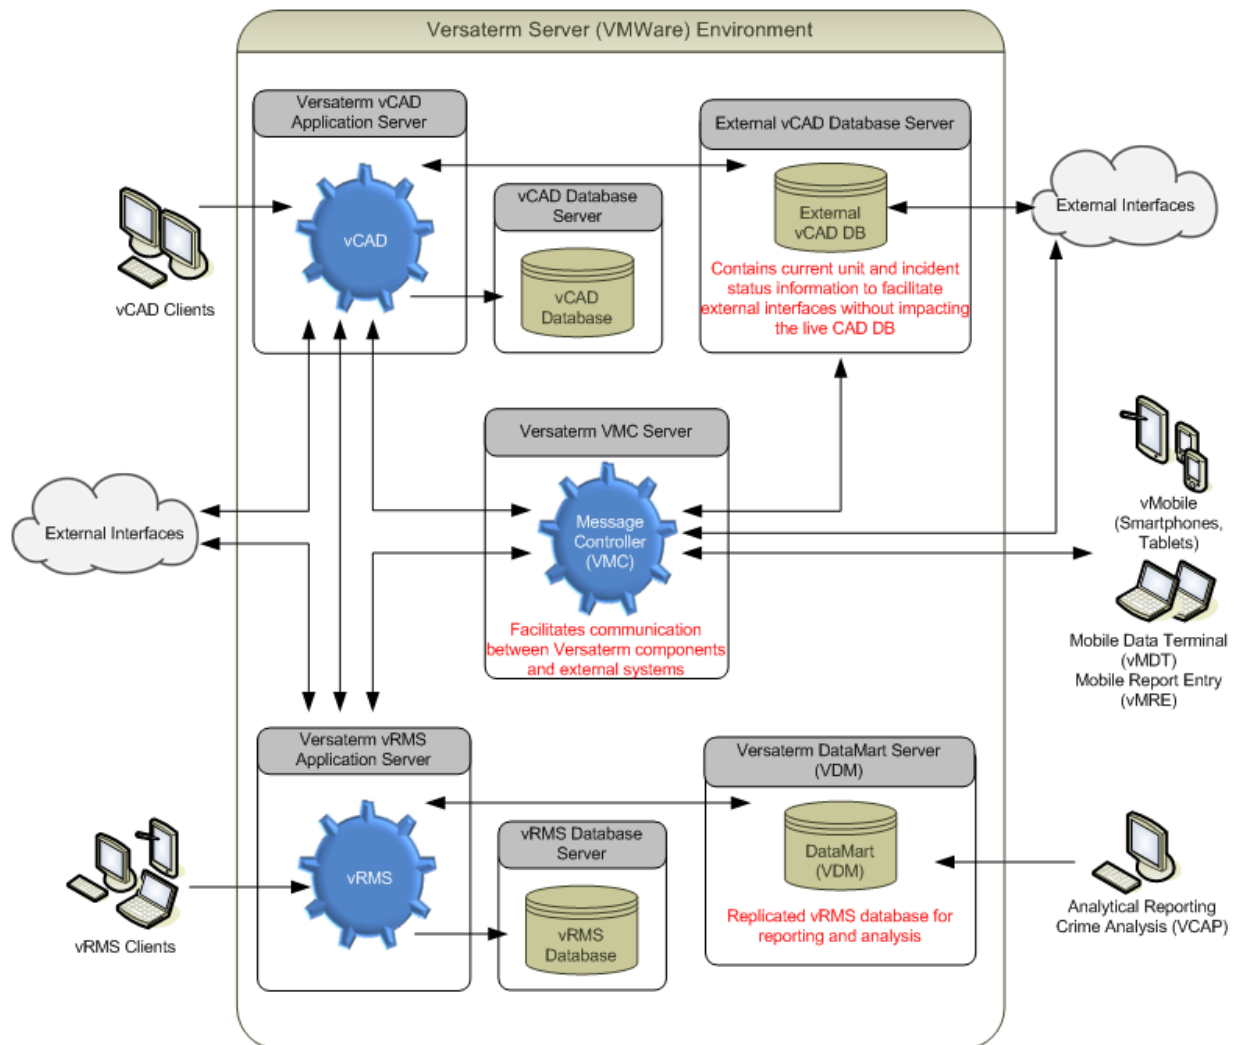 Versaterm Server (VMWare) Environment
Versaterm vCAD
Application Server
vCAD
vCAD Clients
vCAD Database
Server
vCAD
Database
External vCAD Database Server
External
vCAD DB
Contains current unit and incident
status information to facilitate
external interfaces without impacting
the live CAD DB
External Interfaces
Versaterm VMC Server
Message
Controller
(VMC)
Facilitates communication
between Versaterm components
and external systems
External Interfaces
vMobile
(Smartphones,
Tablets)
Mobile Data Terminal
(vMDT)
Mobile Report Entry
(vMRE)
Versaterm vRMS
Application Server
vRMS
vRMS Clients
vRMS Database
Server
vRMS
Database
Versaterm DataMart Server
(VDM)
DataMart
(VDM)
Replicated vRMS database for
reporting and analysis
Analytical Reporting
Crime Analysis (VCAP)